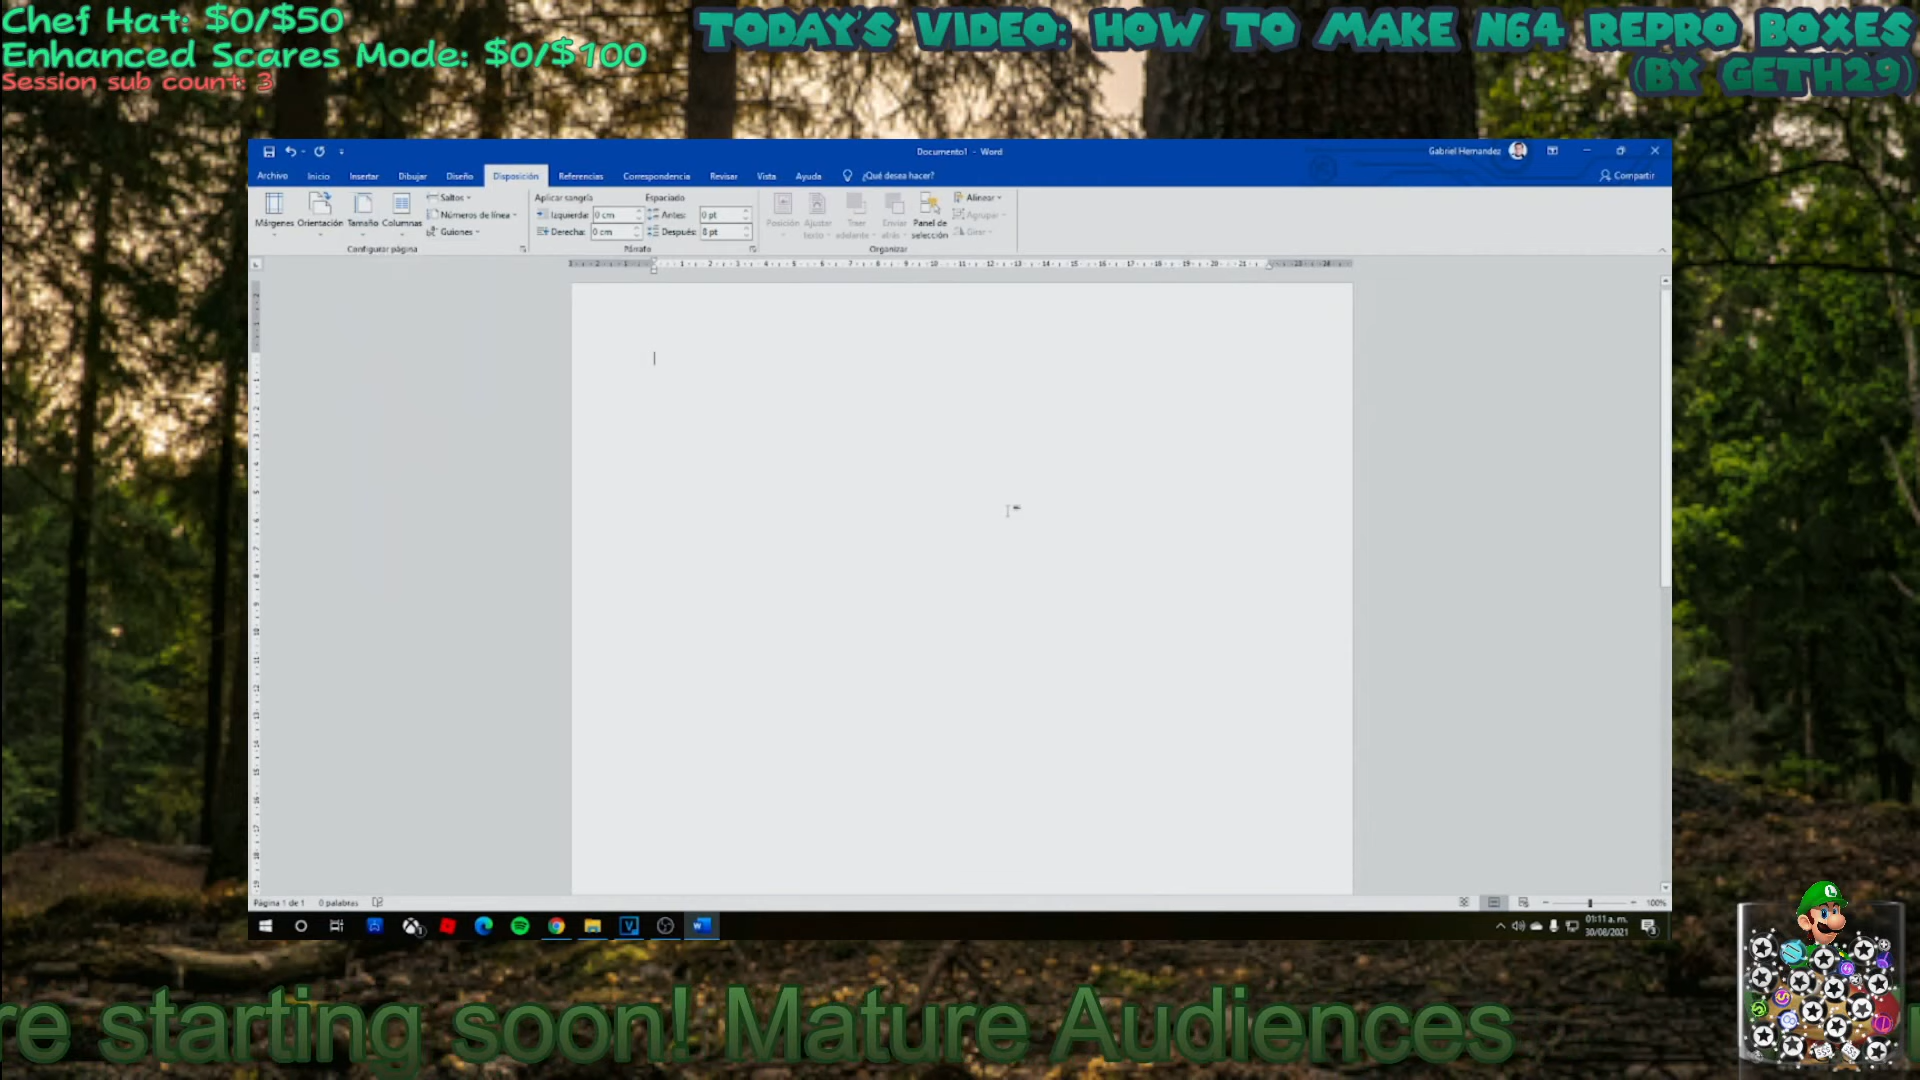 Chef Hat: $0/$50
Enhanced Scares Mode: $0/$100
Session sub count: 3
TODAY'S VIDEO: HOW TO MAKE N64 REPRO BOXES
(BY GETH29)
Documento1 - Word
Gabriel Hernandez
Archivo Inicio Insertar Dibujar Diseño Disposición Referencias Correspondencia Revisar Vista Ayuda ¿Qué desea hacer? Compartir
Márgenes Orientación Tamaño Columnas
Saltos
Números de línea
Guiones
Configurar página
Aplicar sangría Espaciado
Izquierda: 0 cm Antes: 0 pt
Derecha: 0 cm Después: 8 pt
Párrafo
Posición Ajustar texto Traer adelante Enviar atrás Panel de selección
Alinear
Agrupar
Girar
Organizar
Página 1 de 1 0 palabras
100%
01:11 a. m.
30/08/2021
re starting soon! Mature Audiences